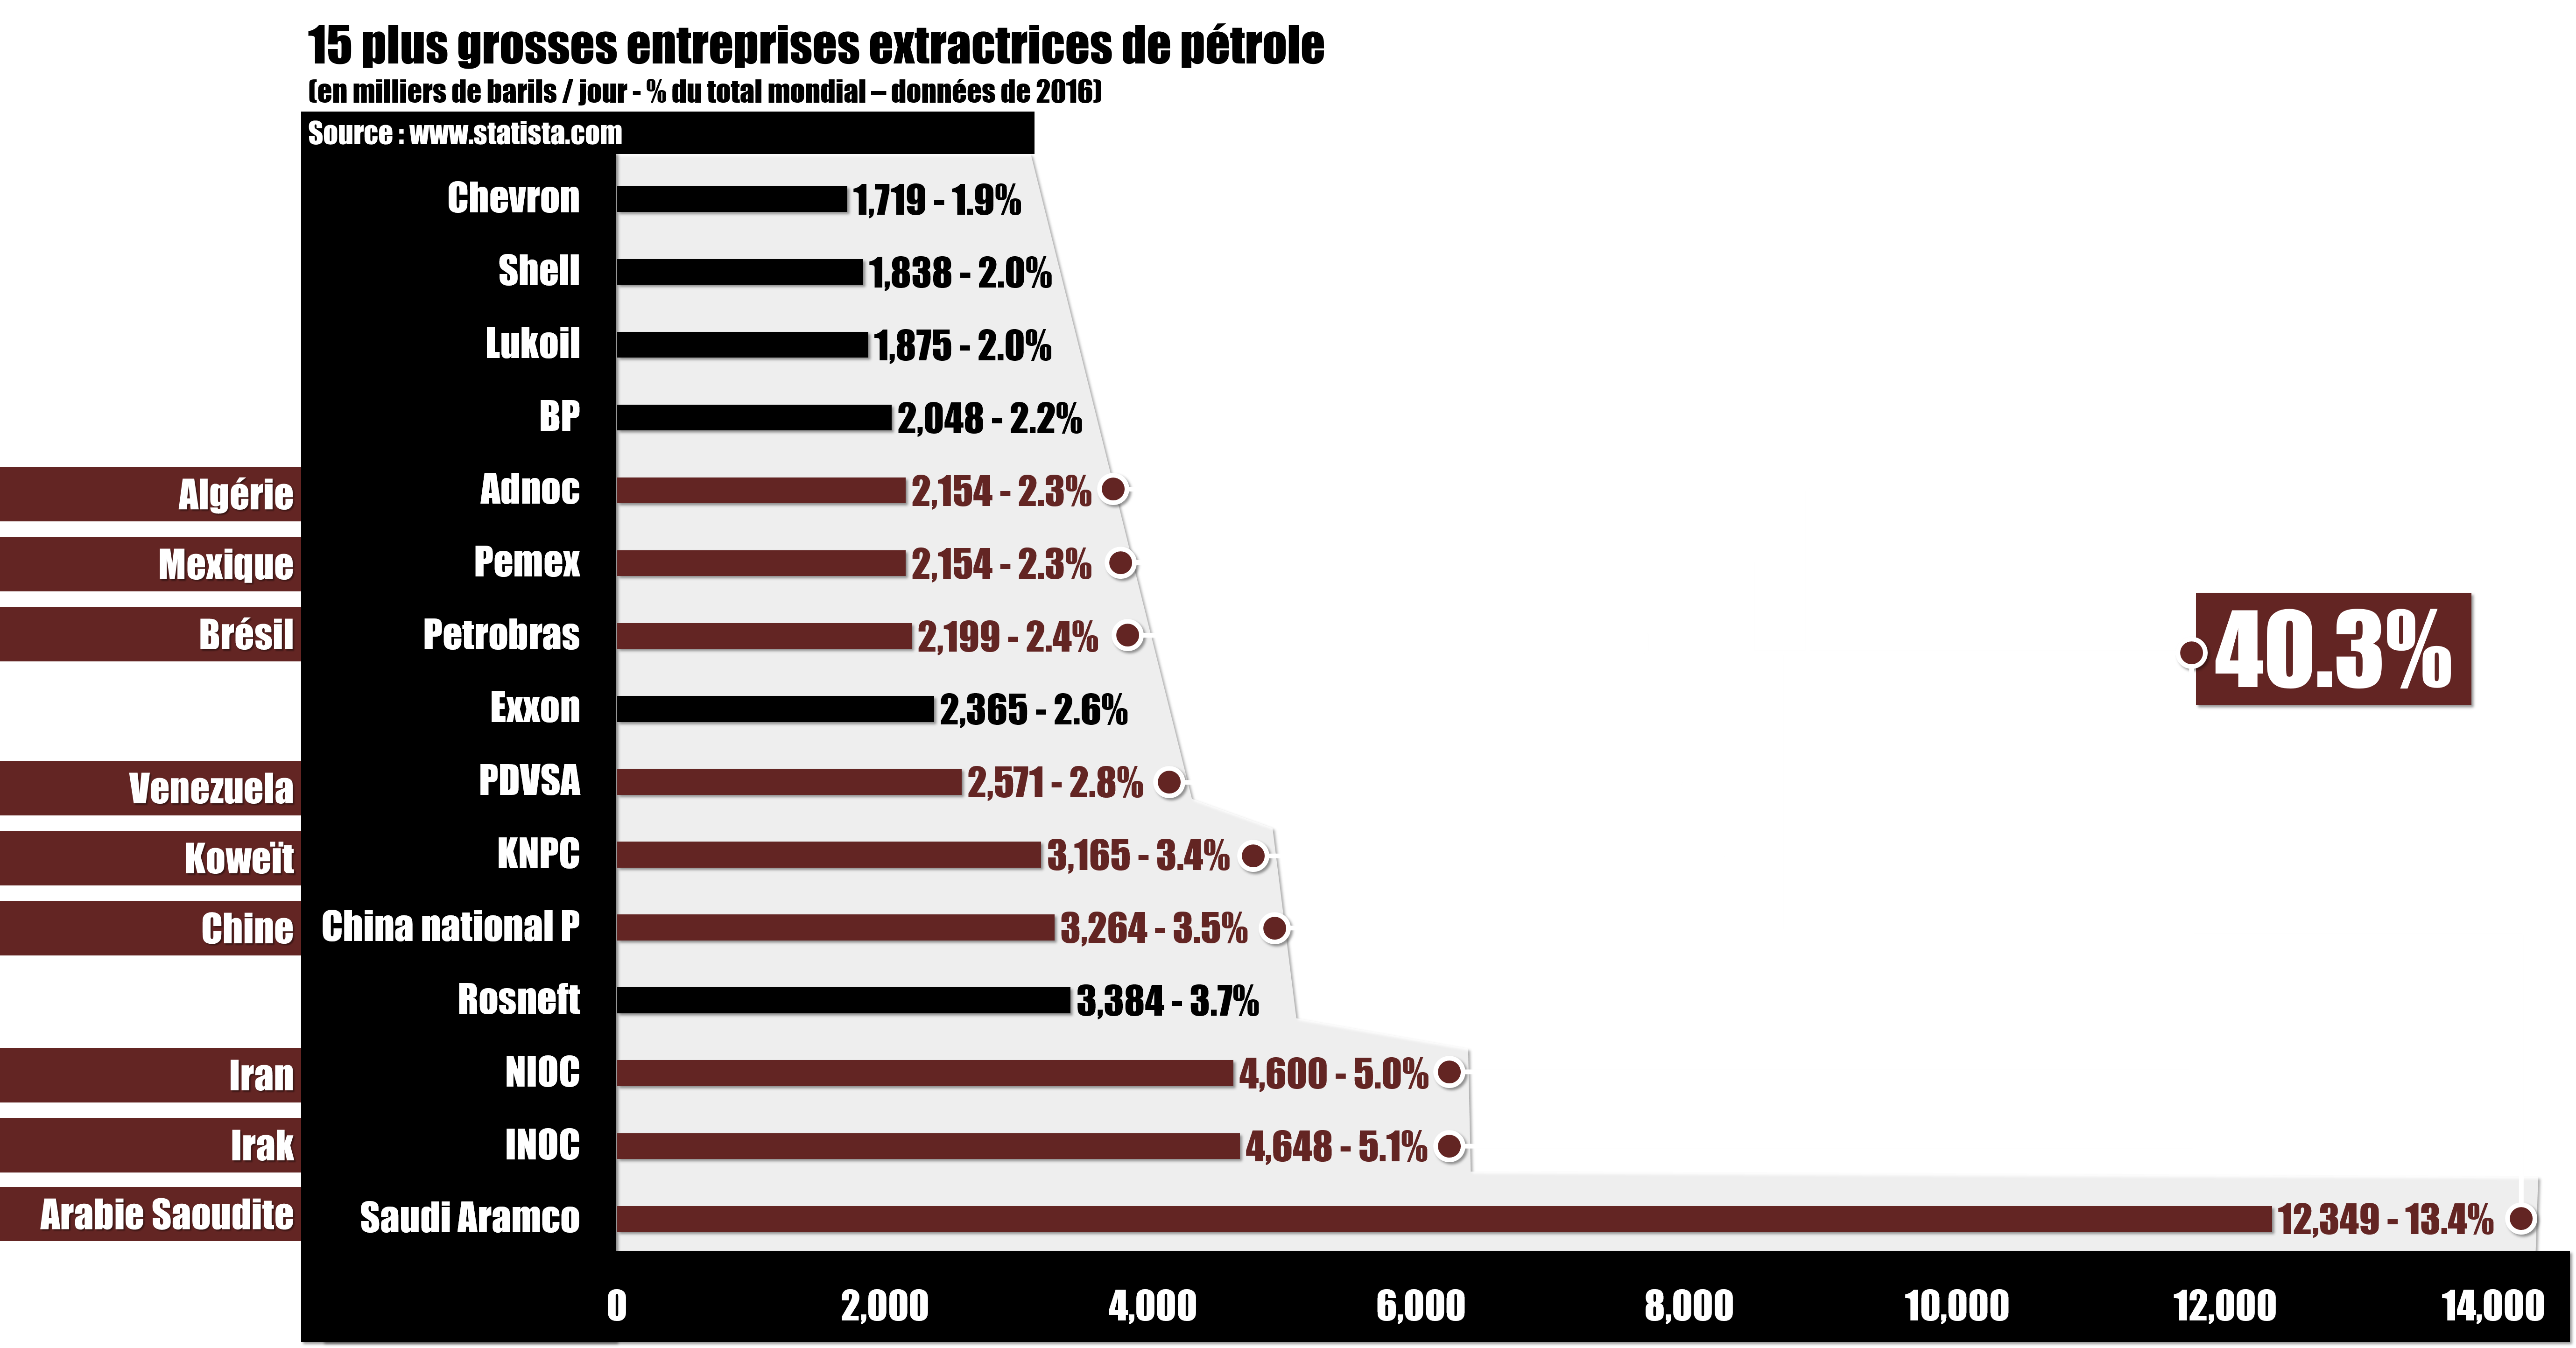 15 plus grosses entreprises extractrices de pétrole
(en milliers de barils / jour - % du total mondial – données de 2016)
Source : www.statista.com
Chevron 1,719 - 1.9%
Shell 1,838 - 2.0%
Lukoil 1,875 - 2.0%
BP 2,048 - 2.2%
Algérie Adnoc 2,154 - 2.3%
Mexique Pemex 2,154 - 2.3%
Brésil Petrobras 2,199 - 2.4%
40.3%
Exxon 2,365 - 2.6%
Venezuela PDVSA 2,571 - 2.8%
Koweït KNPC 3,165 - 3.4%
Chine China national P 3,264 - 3.5%
Rosneft 3,384 - 3.7%
Iran NIOC 4,600 - 5.0%
Irak INOC 4,648 - 5.1%
Arabie Saoudite Saudi Aramco 12,349 - 13.4%
0 2,000 4,000 6,000 8,000 10,000 12,000 14,000